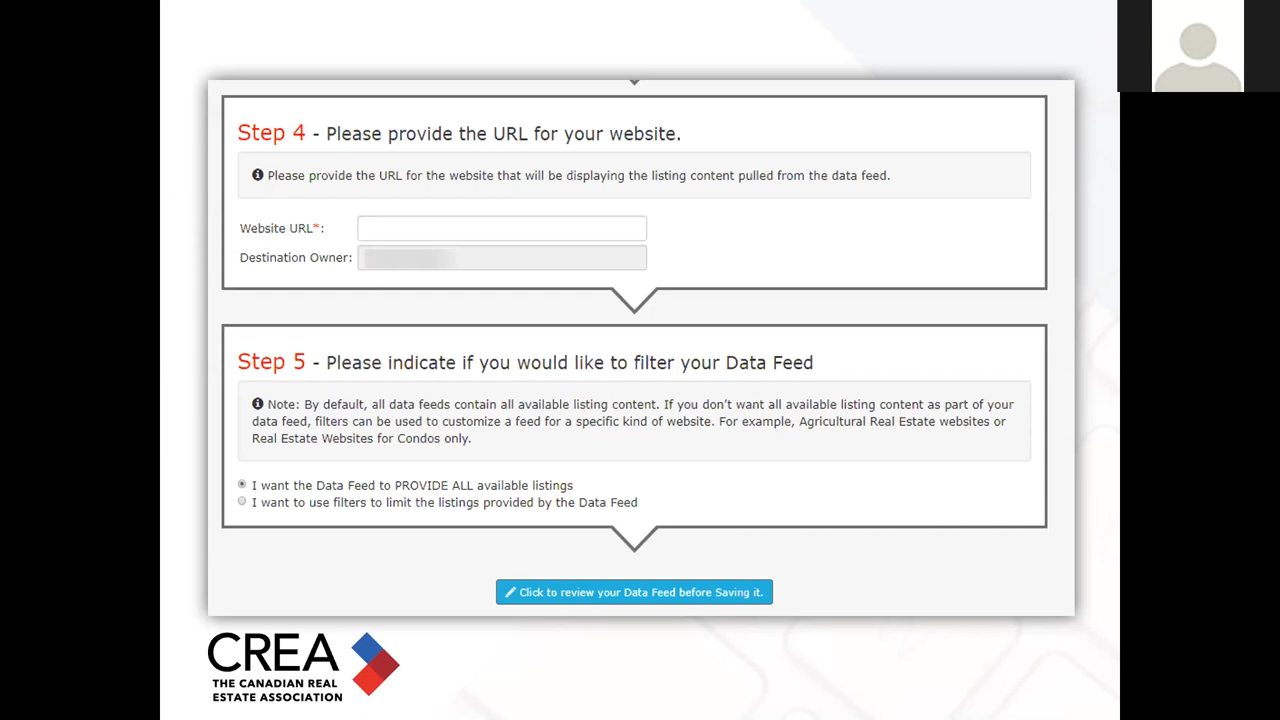 Step 4 - Please provide the URL for your website.
Please provide the URL for the website that will be displaying the listing content pulled from the data feed.
Website URL*:
Destination Owner:
Step 5 - Please indicate if you would like to filter your Data Feed
Note: By default, all data feeds contain all available listing content. If you don't want all available listing content as part of your
data feed, filters can be used to customize a feed for a specific kind of website. For example, Agricultural Real Estate websites or
Real Estate Websites for Condos only.
I want the Data Feed to PROVIDE ALL available listings
I want to use filters to limit the listings provided by the Data Feed
Click to review your Data Feed before Saving it.
CREA
THE CANADIAN REAL
ESTATE ASSOCIATION